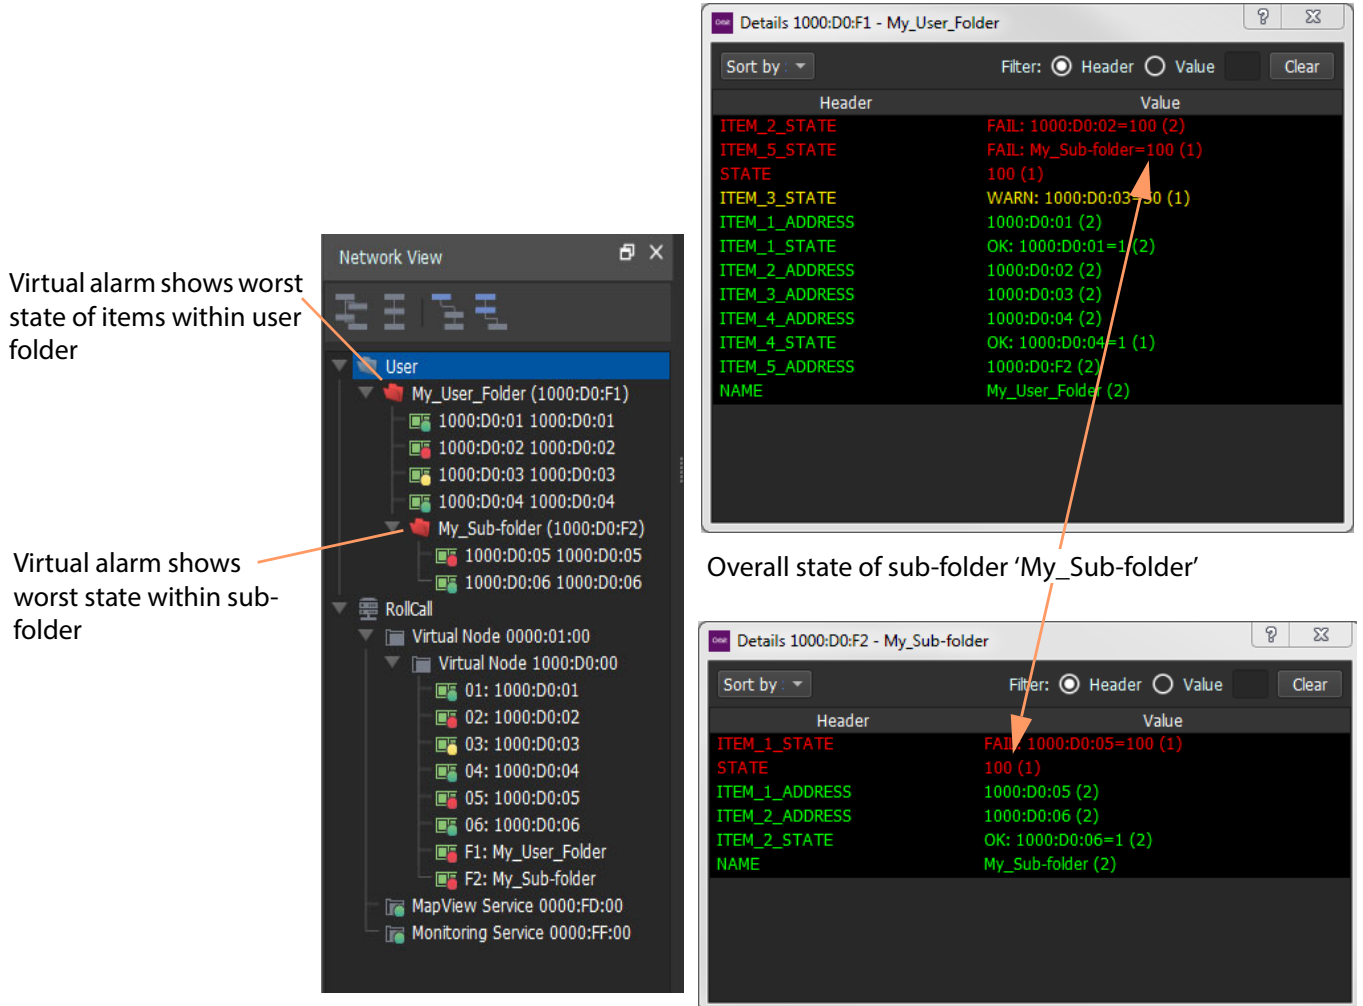 Details 1000:D0:F1 - My_User_Folder
Sort by :
Filter: Header Value Clear
Header Value
ITEM_2_STATE FAIL: 1000:D0:02=100 (2)
ITEM_5_STATE FAIL: My_Sub-folder=100 (1)
STATE 100 (1)
ITEM_3_STATE WARN: 1000:D0:03=50 (1)
ITEM_1_ADDRESS 1000:D0:01 (2)
ITEM_1_STATE OK: 1000:D0:01=1 (2)
ITEM_2_ADDRESS 1000:D0:02 (2)
ITEM_3_ADDRESS 1000:D0:03 (2)
ITEM_4_ADDRESS 1000:D0:04 (2)
ITEM_4_STATE OK: 1000:D0:04=1 (1)
ITEM_5_ADDRESS 1000:D0:F2 (2)
NAME My_User_Folder (2)
Network View
Virtual alarm shows worst
state of items within user
folder
User
My_User_Folder (1000:D0:F1)
1000:D0:01 1000:D0:01
1000:D0:02 1000:D0:02
1000:D0:03 1000:D0:03
1000:D0:04 1000:D0:04
My_Sub-folder (1000:D0:F2)
1000:D0:05 1000:D0:05
1000:D0:06 1000:D0:06
RollCall
Virtual Node 0000:01:00
Virtual Node 1000:D0:00
01: 1000:D0:01
02: 1000:D0:02
03: 1000:D0:03
04: 1000:D0:04
05: 1000:D0:05
06: 1000:D0:06
F1: My_User_Folder
F2: My_Sub-folder
MapView Service 0000:FD:00
Monitoring Service 0000:FF:00
Virtual alarm shows
worst state within sub-
folder
Overall state of sub-folder ‘My_Sub-folder’
Details 1000:D0:F2 - My_Sub-folder
Sort by :
Filter: Header Value Clear
Header Value
ITEM_1_STATE FAIL: 1000:D0:05=100 (1)
STATE 100 (1)
ITEM_1_ADDRESS 1000:D0:05 (2)
ITEM_2_ADDRESS 1000:D0:06 (2)
ITEM_2_STATE OK: 1000:D0:06=1 (2)
NAME My_Sub-folder (2)